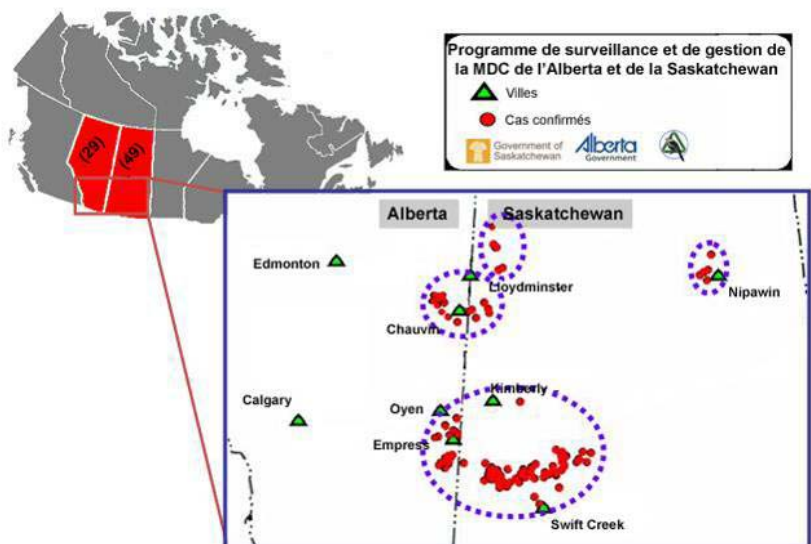 Programme de surveillance et de gestion de
la MDC de l'Alberta et de la Saskatchewan
Villes
Cas confirmés
Government of
Saskatchewan
Alberta
Government
(29)
(49)
Alberta
Saskatchewan
Edmonton
Lloydminster
Nipawin
Chauvin
Kimberly
Calgary
Oyen
Empress
Swift Creek